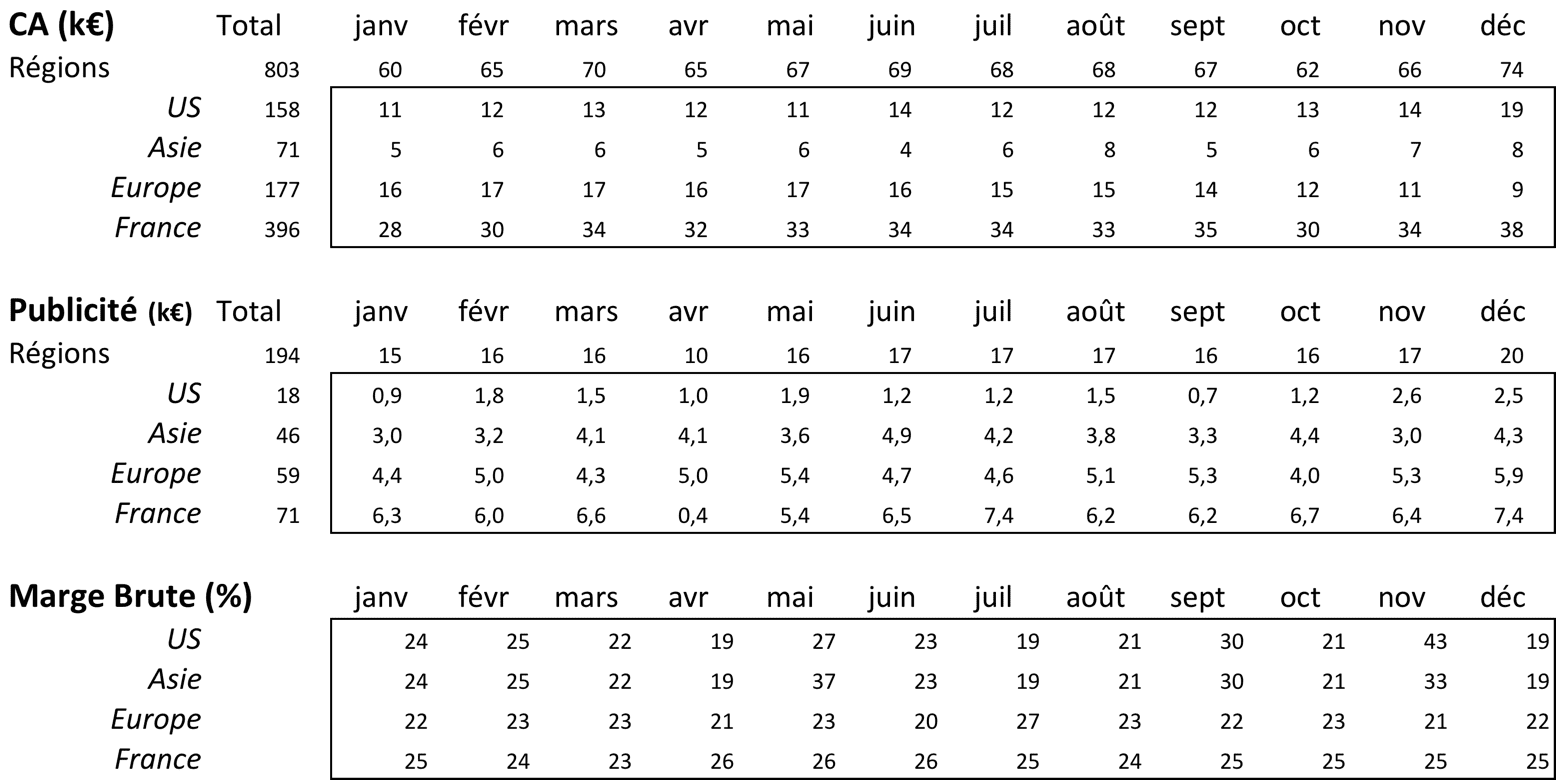 CA (k€) Total janv févr mars avr mai juin juil août sept oct nov déc
Régions 803 60 65 70 65 67 69 68 68 67 62 66 74
US 158 11 12 13 12 11 14 12 12 12 13 14 19
Asie 71 5 6 6 5 6 4 6 8 5 6 7 8
Europe 177 16 17 17 16 17 16 15 15 14 12 11 9
France 396 28 30 34 32 33 34 34 33 35 30 34 38
Publicité (k€) Total janv févr mars avr mai juin juil août sept oct nov déc
Régions 194 15 16 16 10 16 17 17 17 16 16 17 20
US 18 0,9 1,8 1,5 1,0 1,9 1,2 1,2 1,5 0,7 1,2 2,6 2,5
Asie 46 3,0 3,2 4,1 4,1 3,6 4,9 4,2 3,8 3,3 4,4 3,0 4,3
Europe 59 4,4 5,0 4,3 5,0 5,4 4,7 4,6 5,1 5,3 4,0 5,3 5,9
France 71 6,3 6,0 6,6 0,4 5,4 6,5 7,4 6,2 6,2 6,7 6,4 7,4
Marge Brute (%) janv févr mars avr mai juin juil août sept oct nov déc
US 24 25 22 19 27 23 19 21 30 21 43 19
Asie 24 25 22 19 37 23 19 21 30 21 33 19
Europe 22 23 23 21 23 20 27 23 22 23 21 22
France 25 24 23 26 26 26 25 24 25 25 25 25